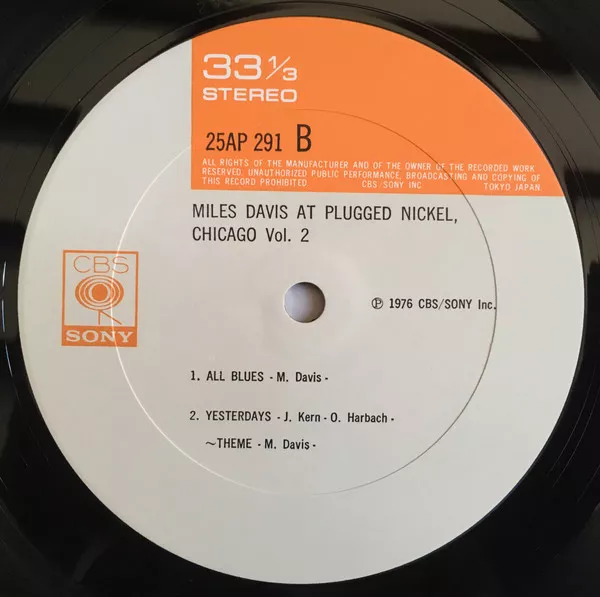 33 1/3
STEREO
25AP 291 B
ALL RIGHTS OF THE MANUFACTURER AND OF THE OWNER OF THE RECORDED WORK
RESERVED. UNAUTHORIZED PUBLIC PERFORMANCE, BROADCASTING AND COPYING OF
THIS RECORD PROHIBITED CBS/SONY INC TOKYO JAPAN
MILES DAVIS AT PLUGGED NICKEL,
CHICAGO Vol. 2
CBS
SONY
℗ 1976 CBS/SONY Inc.
1. ALL BLUES - M. Davis -
2. YESTERDAYS - J. Kern - O. Harbach -
~THEME - M. Davis -